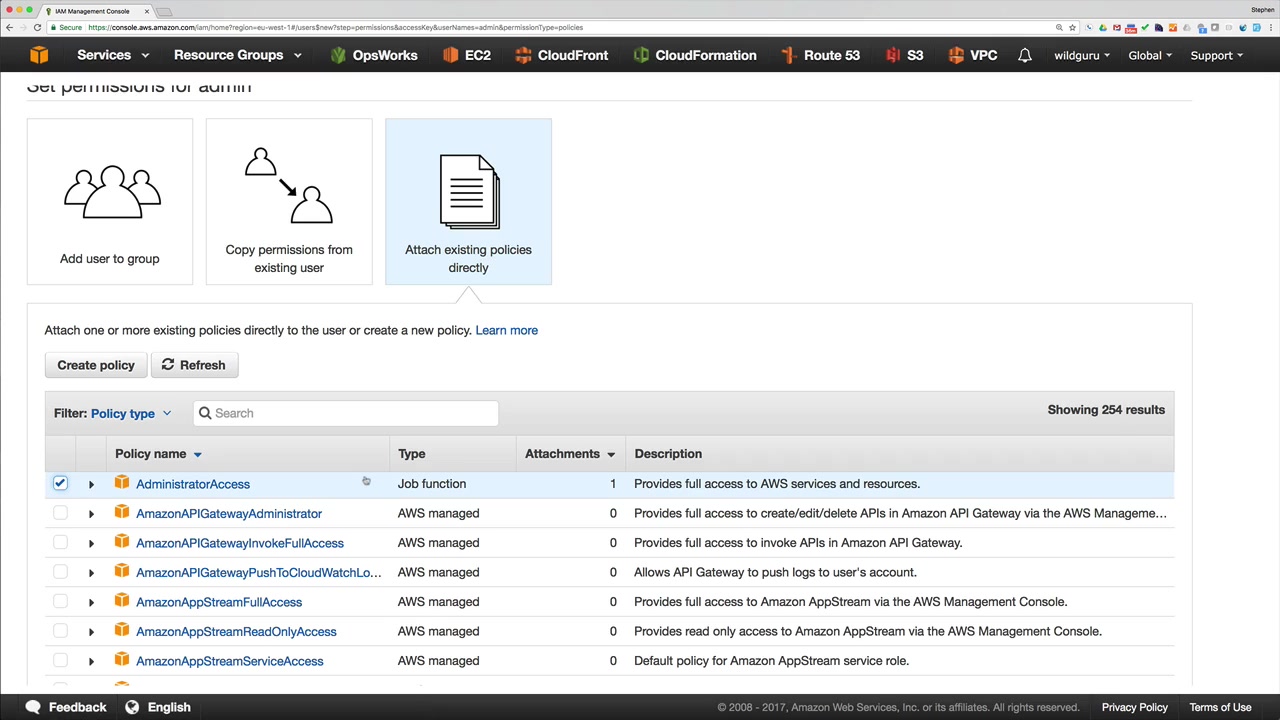 IAM Management Console
Stephen
Secure https://console.aws.amazon.com/iam/home?region=eu-west-1#/users$new?step=permissions&accessKey&userNames=admin&permissionType=policies
Services Resource Groups OpsWorks EC2 CloudFront CloudFormation Route 53 S3 VPC wildguru Global Support
Set permissions for admin
Add user to group
Copy permissions from
existing user
Attach existing policies
directly
Attach one or more existing policies directly to the user or create a new policy. Learn more
Create policy Refresh
Filter: Policy type Search Showing 254 results
Policy name Type Attachments Description
AdministratorAccess Job function 1 Provides full access to AWS services and resources.
AmazonAPIGatewayAdministrator AWS managed 0 Provides full access to create/edit/delete APIs in Amazon API Gateway via the AWS Manageme...
AmazonAPIGatewayInvokeFullAccess AWS managed 0 Provides full access to invoke APIs in Amazon API Gateway.
AmazonAPIGatewayPushToCloudWatchLo... AWS managed 0 Allows API Gateway to push logs to user's account.
AmazonAppStreamFullAccess AWS managed 0 Provides full access to Amazon AppStream via the AWS Management Console.
AmazonAppStreamReadOnlyAccess AWS managed 0 Provides read only access to Amazon AppStream via the AWS Management Console.
AmazonAppStreamServiceAccess AWS managed 0 Default policy for Amazon AppStream service role.
Feedback English © 2008 - 2017, Amazon Web Services, Inc. or its affiliates. All rights reserved. Privacy Policy Terms of Use